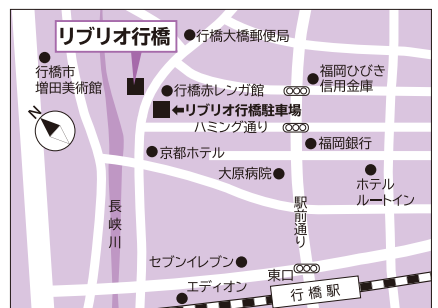 リブリオ行橋
行橋大橋郵便局
行橋市
増田美術館
行橋赤レンガ館
福岡ひびき
信用金庫
←リブリオ行橋駐車場
ハミング通り
N
京都ホテル
福岡銀行
大原病院
ホテル
ルートイン
長峡川
駅前通り
セブンイレブン
東口
エディオン
行橋駅